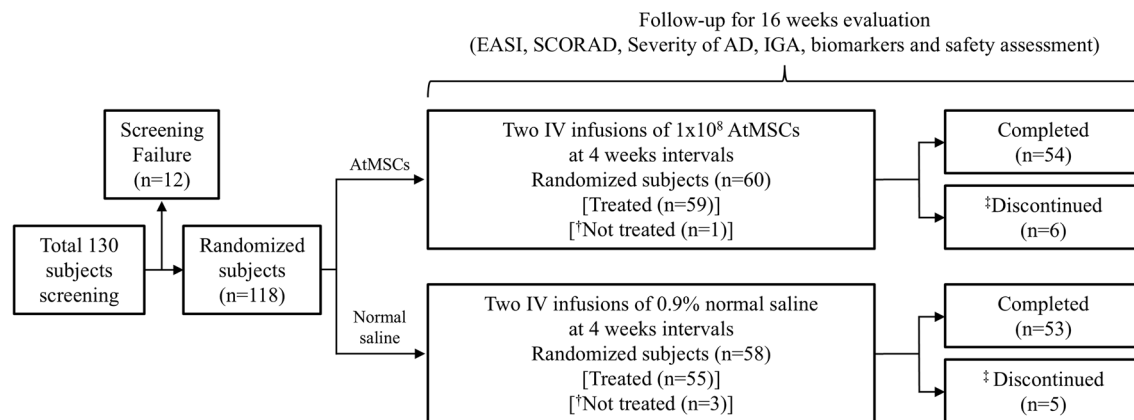 Follow-up for 16 weeks evaluation
(EASI, SCORAD, Severity of AD, IGA, biomarkers and safety assessment)
Screening
Failure
(n=12)
Total 130
subjects
screening
Randomized
subjects
(n=118)
AtMSCs
Two IV infusions of 1x10⁸ AtMSCs
at 4 weeks intervals
Randomized subjects (n=60)
[Treated (n=59)]
[†Not treated (n=1)]
Completed
(n=54)
‡Discontinued
(n=6)
Normal
saline
Two IV infusions of 0.9% normal saline
at 4 weeks intervals
Randomized subjects (n=58)
[Treated (n=55)]
[†Not treated (n=3)]
Completed
(n=53)
‡Discontinued
(n=5)